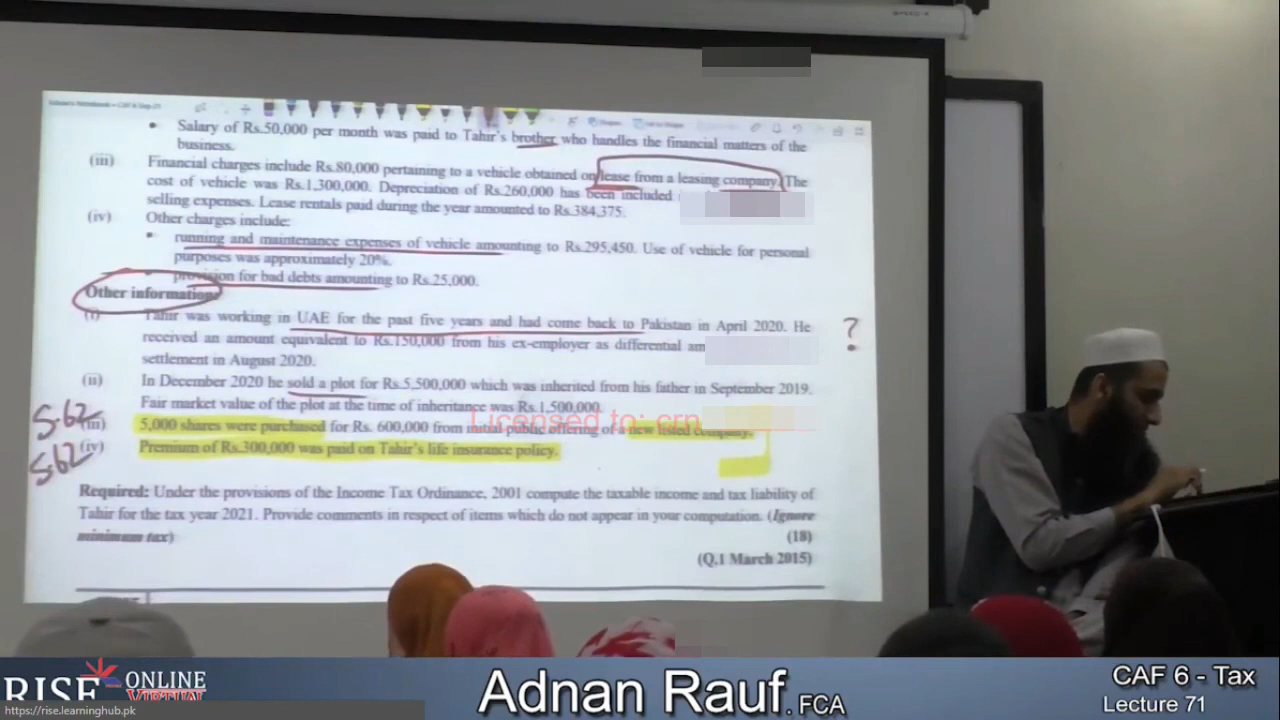 Salary of Rs.50,000 per month was paid to Tahir's brother who handles the financial matters of the
business.
(iii) Financial charges include Rs.80,000 pertaining to a vehicle obtained on lease from a leasing company. The
cost of vehicle was Rs.1,300,000. Depreciation of Rs.260,000 has been included
selling expenses. Lease rentals paid during the year amounted to Rs.384,375.
(iv) Other charges include:
running and maintenance expenses of vehicle amounting to Rs.295,450. Use of vehicle for personal
purposes was approximately 20%.
provision for bad debts amounting to Rs.25,000.
Other information:
(i) Tahir was working in UAE for the past five years and had come back to Pakistan in April 2020. He
received an amount equivalent to Rs.150,000 from his ex-employer as differential am
settlement in August 2020.
?
(ii) In December 2020 he sold a plot for Rs.5,500,000 which was inherited from his father in September 2019.
Fair market value of the plot at the time of inheritance was Rs.1,500,000.
Licensed to: crn
S-62 (iii) 5,000 shares were purchased for Rs. 600,000 from initial public offering of a new listed company.
S-62 (iv) Premium of Rs.300,000 was paid on Tahir's life insurance policy.
Required: Under the provisions of the Income Tax Ordinance, 2001 compute the taxable income and tax liability of
Tahir for the tax year 2021. Provide comments in respect of items which do not appear in your computation. (Ignore
minimum tax) (18)
(Q.1 March 2015)
RISE ONLINE
VIRTUAL
https://rise.learninghub.pk
Adnan Rauf. FCA
CAF 6 - Tax
Lecture 71